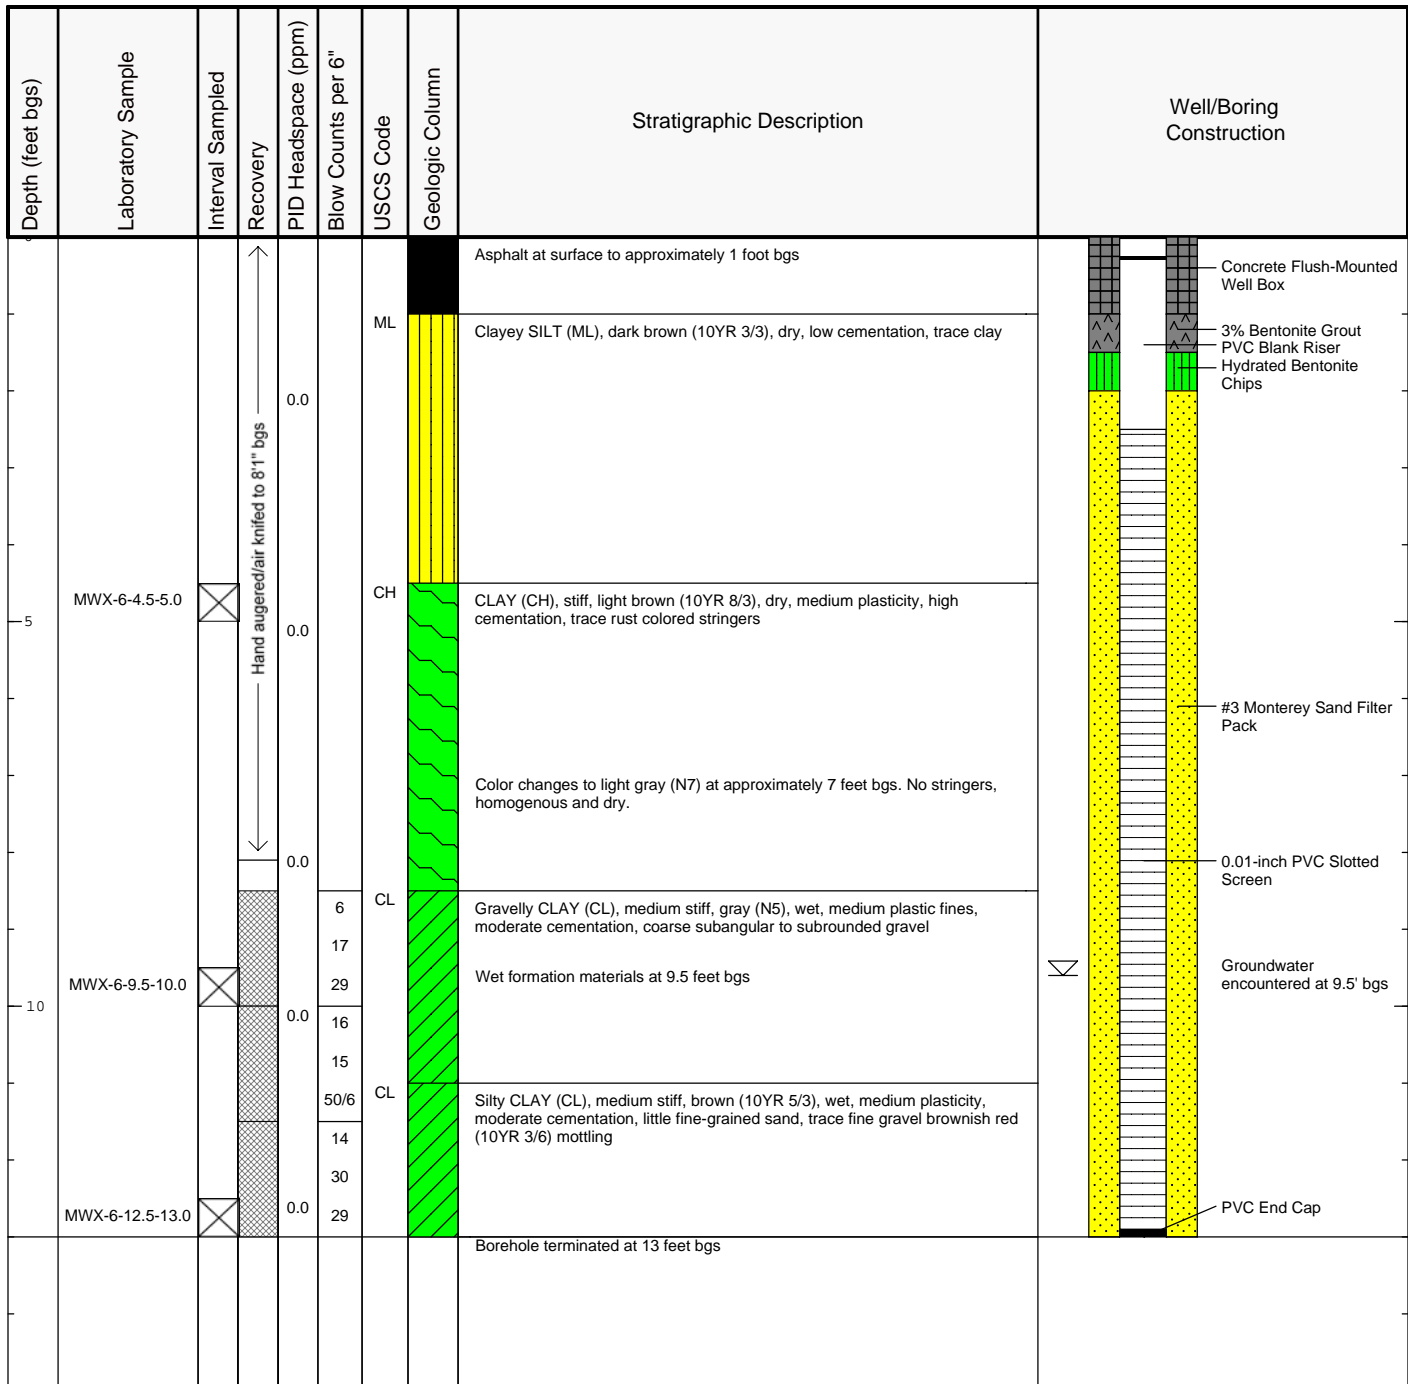 Depth (feet bgs)
Laboratory Sample
Interval Sampled
Recovery
PID Headspace (ppm)
Blow Counts per 6"
USCS Code
Geologic Column
Stratigraphic Description
Well/Boring
Construction
Asphalt at surface to approximately 1 foot bgs
Concrete Flush-Mounted
Well Box
ML
Clayey SILT (ML), dark brown (10YR 3/3), dry, low cementation, trace clay
3% Bentonite Grout
PVC Blank Riser
Hydrated Bentonite
Chips
0.0
Hand augered/air knifed to 8'1" bgs
MWX-6-4.5-5.0
CH
CLAY (CH), stiff, light brown (10YR 8/3), dry, medium plasticity, high
cementation, trace rust colored stringers
5
0.0
#3 Monterey Sand Filter
Pack
Color changes to light gray (N7) at approximately 7 feet bgs. No stringers,
homogenous and dry.
0.0
0.01-inch PVC Slotted
Screen
6
CL
Gravelly CLAY (CL), medium stiff, gray (N5), wet, medium plastic fines,
moderate cementation, coarse subangular to subrounded gravel
17
MWX-6-9.5-10.0
29
Wet formation materials at 9.5 feet bgs
Groundwater
encountered at 9.5' bgs
10
0.0
16
15
50/6
CL
Silty CLAY (CL), medium stiff, brown (10YR 5/3), wet, medium plasticity,
moderate cementation, little fine-grained sand, trace fine gravel brownish red
(10YR 3/6) mottling
14
30
MWX-6-12.5-13.0
0.0
29
PVC End Cap
Borehole terminated at 13 feet bgs